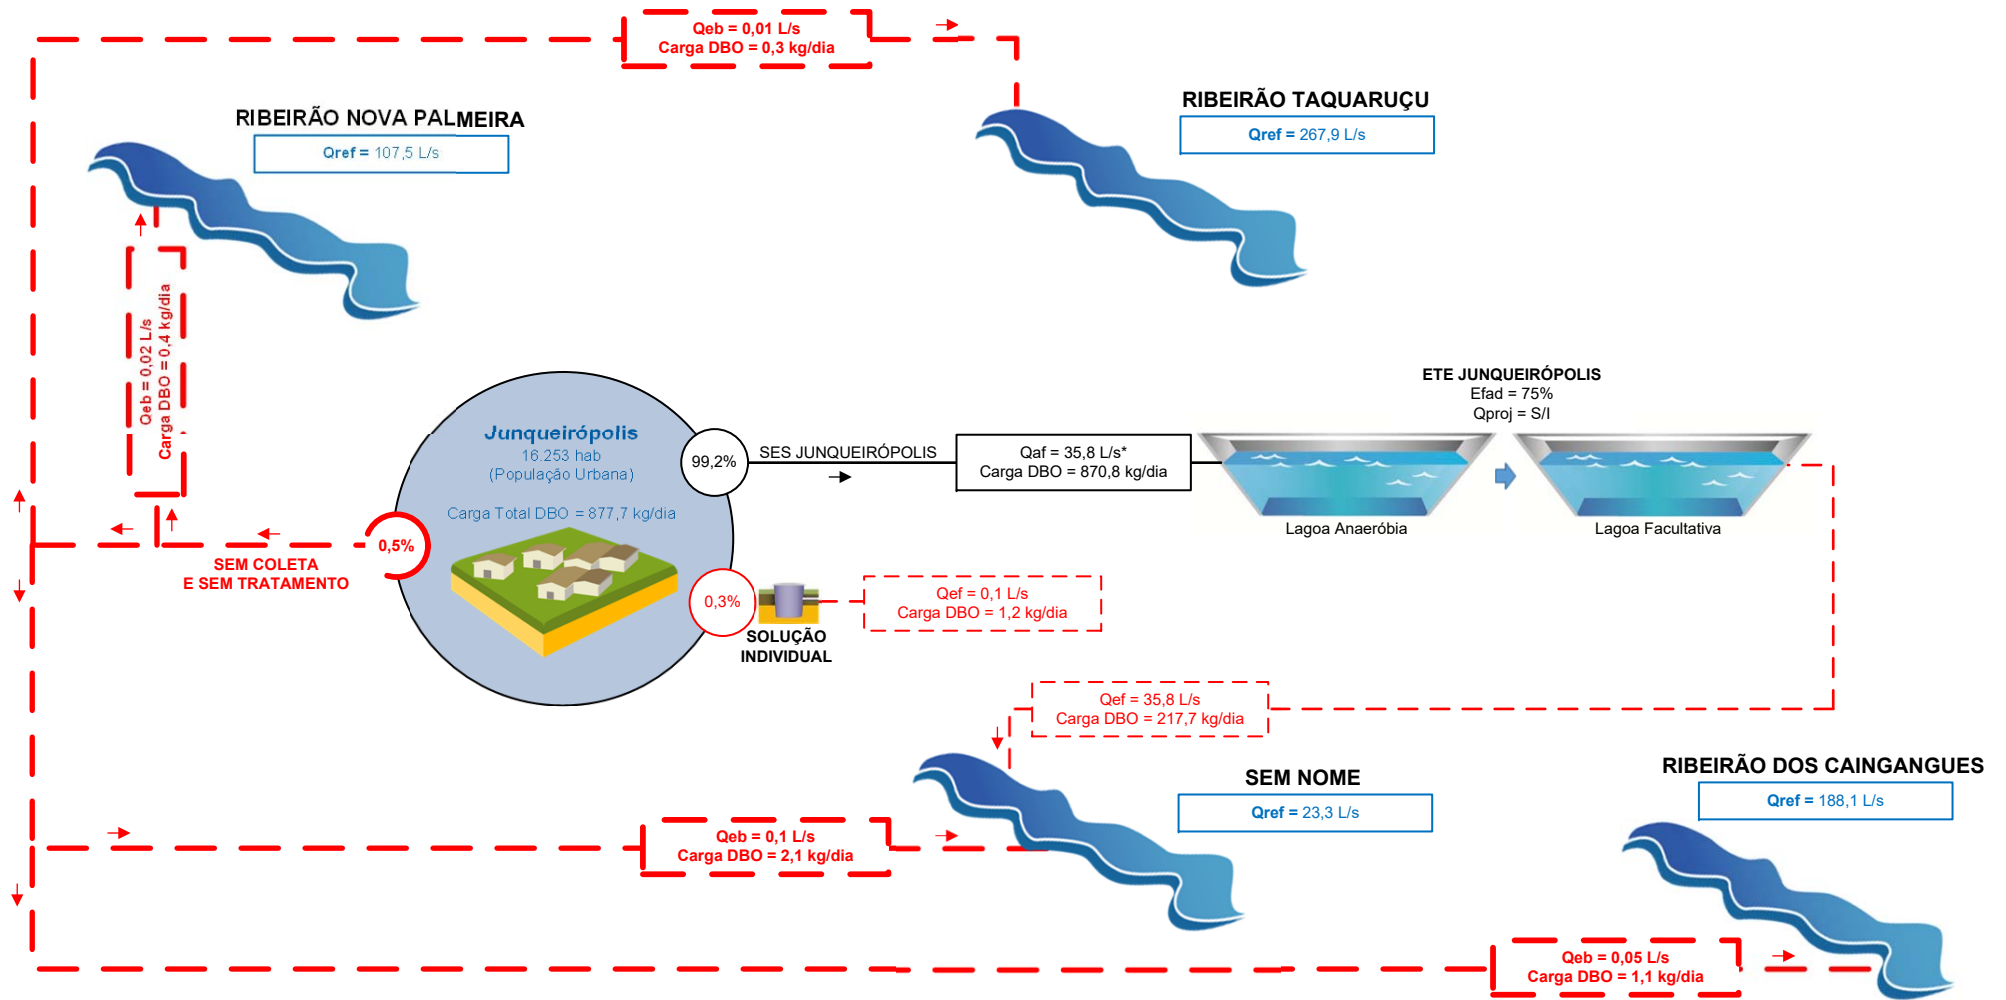 Qeb = 0,01 L/s
Carga DBO = 0,3 kg/dia
RIBEIRÃO NOVA PALMEIRA
Qref = 107,5 L/s
RIBEIRÃO TAQUARUÇU
Qref = 267,9 L/s
Qeb = 0,02 L/s
Carga DBO = 0,4 kg/dia
Junqueirópolis
16.253 hab
(População Urbana)
Carga Total DBO = 877,7 kg/dia
99,2%
SES JUNQUEIRÓPOLIS
Qaf = 35,8 L/s*
Carga DBO = 870,8 kg/dia
ETE JUNQUEIRÓPOLIS
Efad = 75%
Qproj = S/I
Lagoa Anaeróbia
Lagoa Facultativa
0,5%
SEM COLETA
E SEM TRATAMENTO
0,3%
SOLUÇÃO
INDIVIDUAL
Qef = 0,1 L/s
Carga DBO = 1,2 kg/dia
Qef = 35,8 L/s
Carga DBO = 217,7 kg/dia
SEM NOME
Qref = 23,3 L/s
RIBEIRÃO DOS CAINGANGUES
Qref = 188,1 L/s
Qeb = 0,1 L/s
Carga DBO = 2,1 kg/dia
Qeb = 0,05 L/s
Carga DBO = 1,1 kg/dia